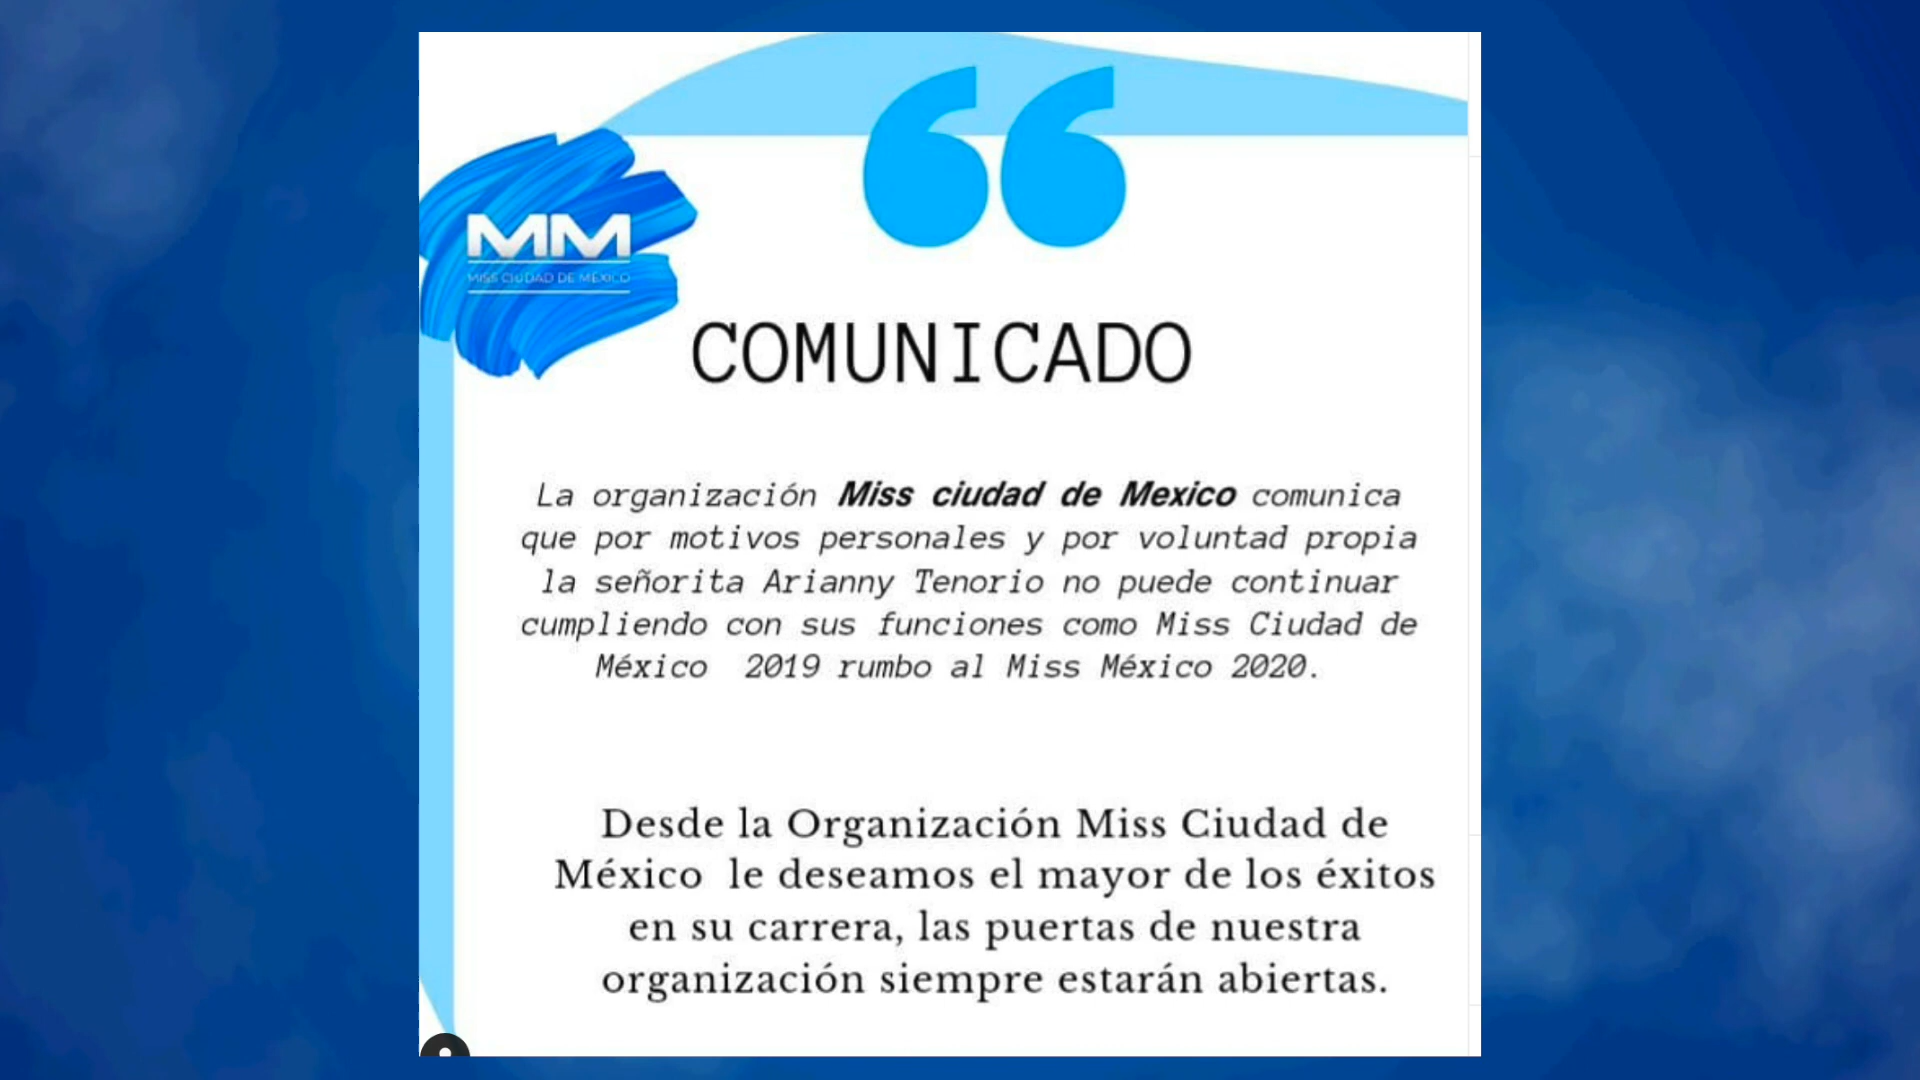 MM
MISS CIUDAD DE MÉXICO
COMUNICADO
La organización Miss ciudad de Mexico comunica
que por motivos personales y por voluntad propia
la señorita Arianny Tenorio no puede continuar
cumpliendo con sus funciones como Miss Ciudad de
México 2019 rumbo al Miss México 2020.
Desde la Organización Miss Ciudad de
México le deseamos el mayor de los éxitos
en su carrera, las puertas de nuestra
organización siempre estarán abiertas.